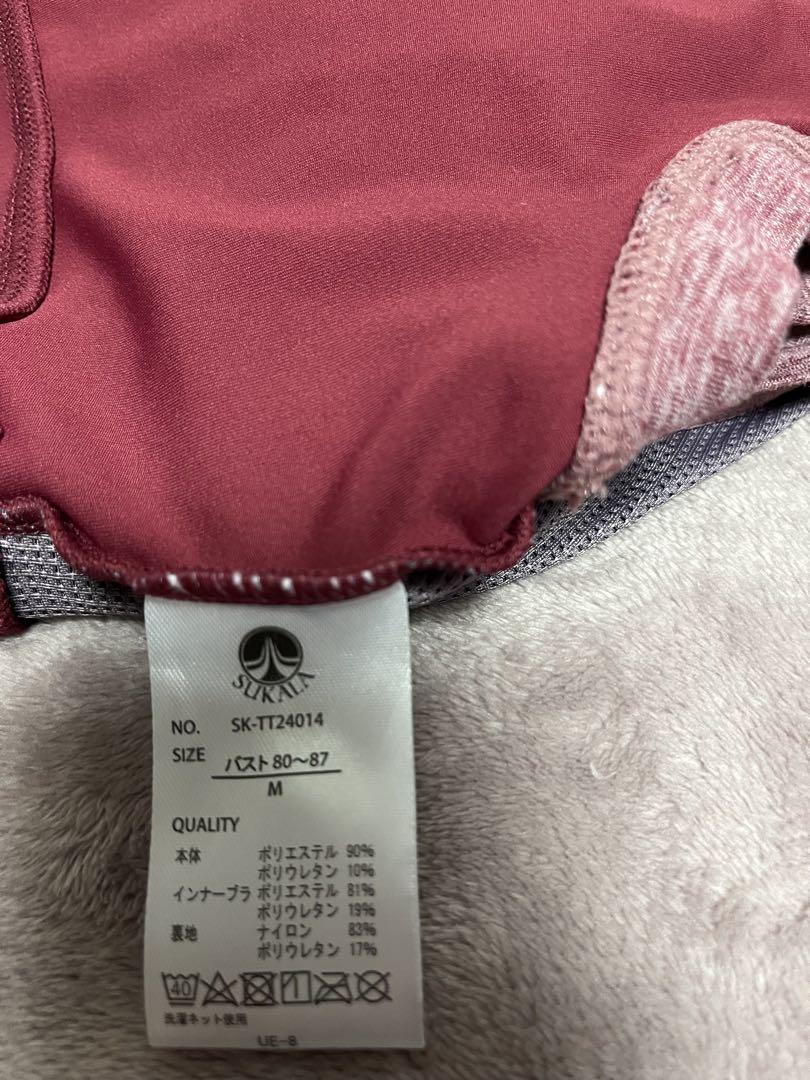 SUKALA
NO. SK-TT24014
SIZE バスト80〜87
M
QUALITY
本体 ポリエステル 90%
ポリウレタン 10%
インナーブラ ポリエステル 81%
ポリウレタン 19%
裏地 ナイロン 83%
ポリウレタン 17%
40
洗濯ネット使用
UE-8